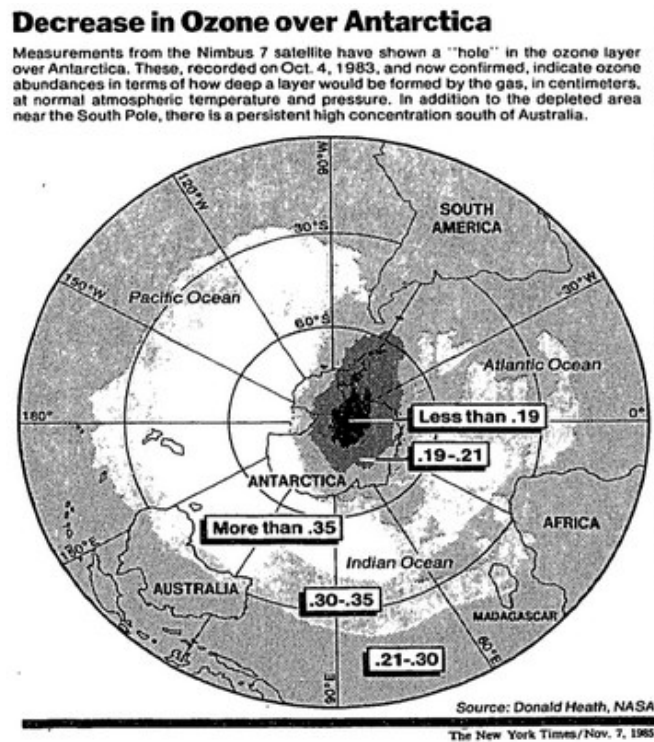 Decrease in Ozone over Antarctica
Measurements from the Nimbus 7 satellite have shown a "hole" in the ozone layer
over Antarctica. These, recorded on Oct. 4, 1983, and now confirmed, indicate ozone
abundances in terms of how deep a layer would be formed by the gas, in centimeters,
at normal atmospheric temperature and pressure. In addition to the depleted area
near the South Pole, there is a persistent high concentration south of Australia.
90°W
120°W
SOUTH
AMERICA
30°S
150°W
30°W
Pacific Ocean
60°S
Atlantic Ocean
180°
Less than .19
0°
.19-.21
ANTARCTICA
More than .35
AFRICA
150°E
Indian Ocean
AUSTRALIA
.30-.35
MADAGASCAR
60°E
.21-.30
90°E
Source: Donald Heath, NASA
The New York Times/Nov. 7, 1985